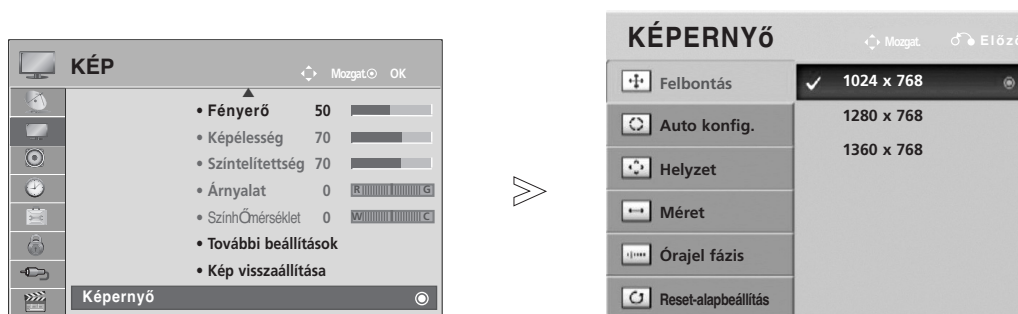 KÉP
Mozgat. OK
• Fényerő 50
• Képélesség 70
• Színtelítettség 70
• Árnyalat 0 R G
• SzínhŐmérséklet 0 W C
• További beállítások
• Kép visszaállítása
Képernyő
KÉPERNYő
Mozgat. Előző
Felbontás
Auto konfig.
Helyzet
Méret
Órajel fázis
Reset-alapbeállítás
✓ 1024 x 768
1280 x 768
1360 x 768